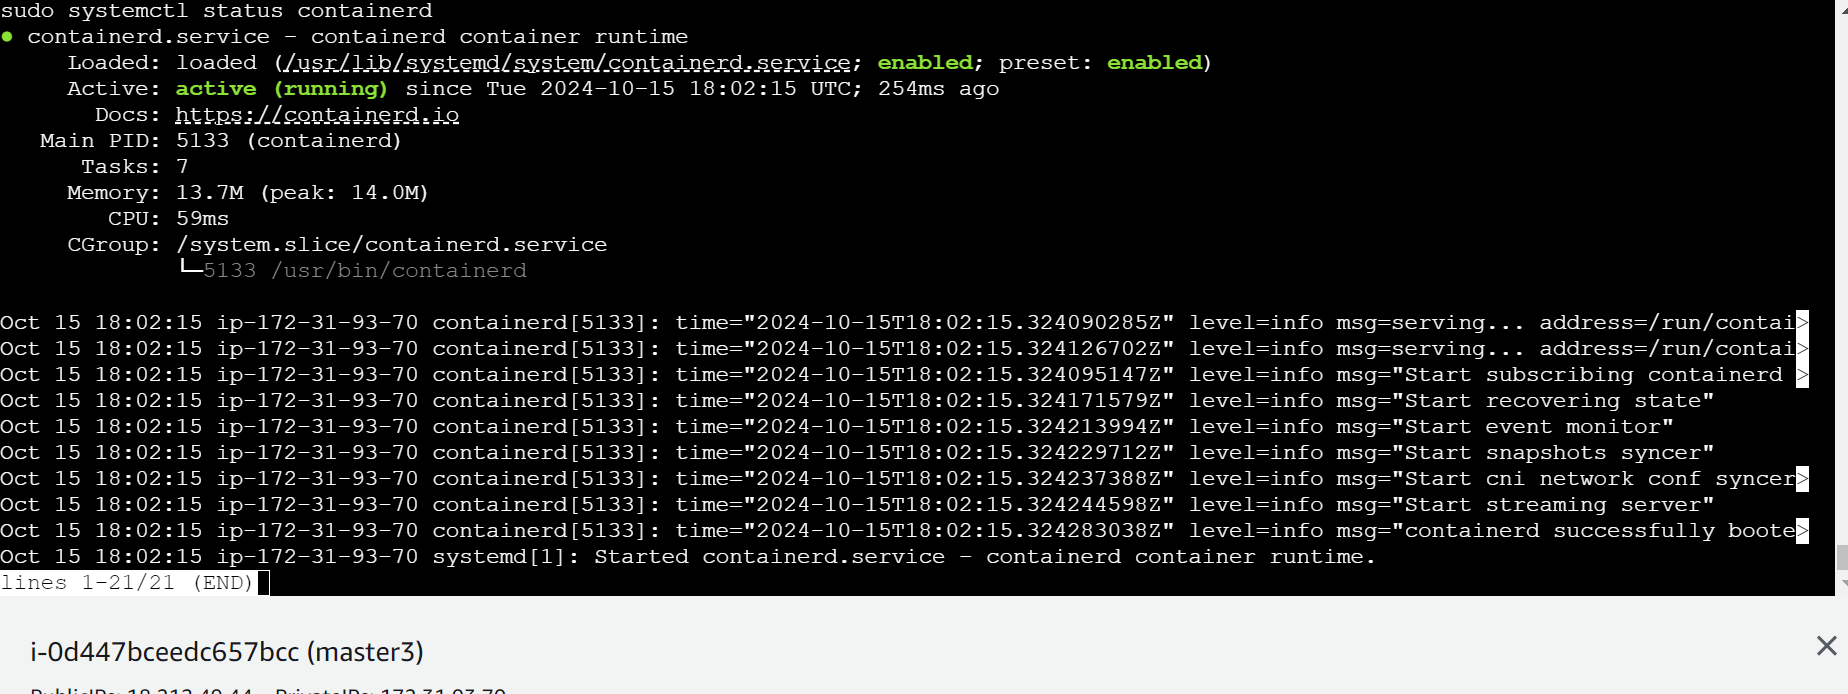 sudo systemctl status containerd
● containerd.service - containerd container runtime
Loaded: loaded (/usr/lib/systemd/system/containerd.service; enabled; preset: enabled)
Active: active (running) since Tue 2024-10-15 18:02:15 UTC; 254ms ago
Docs: https://containerd.io
Main PID: 5133 (containerd)
Tasks: 7
Memory: 13.7M (peak: 14.0M)
CPU: 59ms
CGroup: /system.slice/containerd.service
└─5133 /usr/bin/containerd
Oct 15 18:02:15 ip-172-31-93-70 containerd[5133]: time="2024-10-15T18:02:15.324090285Z" level=info msg=serving... address=/run/contai>
Oct 15 18:02:15 ip-172-31-93-70 containerd[5133]: time="2024-10-15T18:02:15.324126702Z" level=info msg=serving... address=/run/contai>
Oct 15 18:02:15 ip-172-31-93-70 containerd[5133]: time="2024-10-15T18:02:15.324095147Z" level=info msg="Start subscribing containerd >
Oct 15 18:02:15 ip-172-31-93-70 containerd[5133]: time="2024-10-15T18:02:15.324171579Z" level=info msg="Start recovering state"
Oct 15 18:02:15 ip-172-31-93-70 containerd[5133]: time="2024-10-15T18:02:15.324213994Z" level=info msg="Start event monitor"
Oct 15 18:02:15 ip-172-31-93-70 containerd[5133]: time="2024-10-15T18:02:15.324229712Z" level=info msg="Start snapshots syncer"
Oct 15 18:02:15 ip-172-31-93-70 containerd[5133]: time="2024-10-15T18:02:15.324237388Z" level=info msg="Start cni network conf syncer>
Oct 15 18:02:15 ip-172-31-93-70 containerd[5133]: time="2024-10-15T18:02:15.324244598Z" level=info msg="Start streaming server"
Oct 15 18:02:15 ip-172-31-93-70 containerd[5133]: time="2024-10-15T18:02:15.324283038Z" level=info msg="containerd successfully boote>
Oct 15 18:02:15 ip-172-31-93-70 systemd[1]: Started containerd.service - containerd container runtime.
lines 1-21/21 (END)
i-0d447bceedc657bcc (master3)
PublicIPs: PrivateIPs: 172.31.93.70